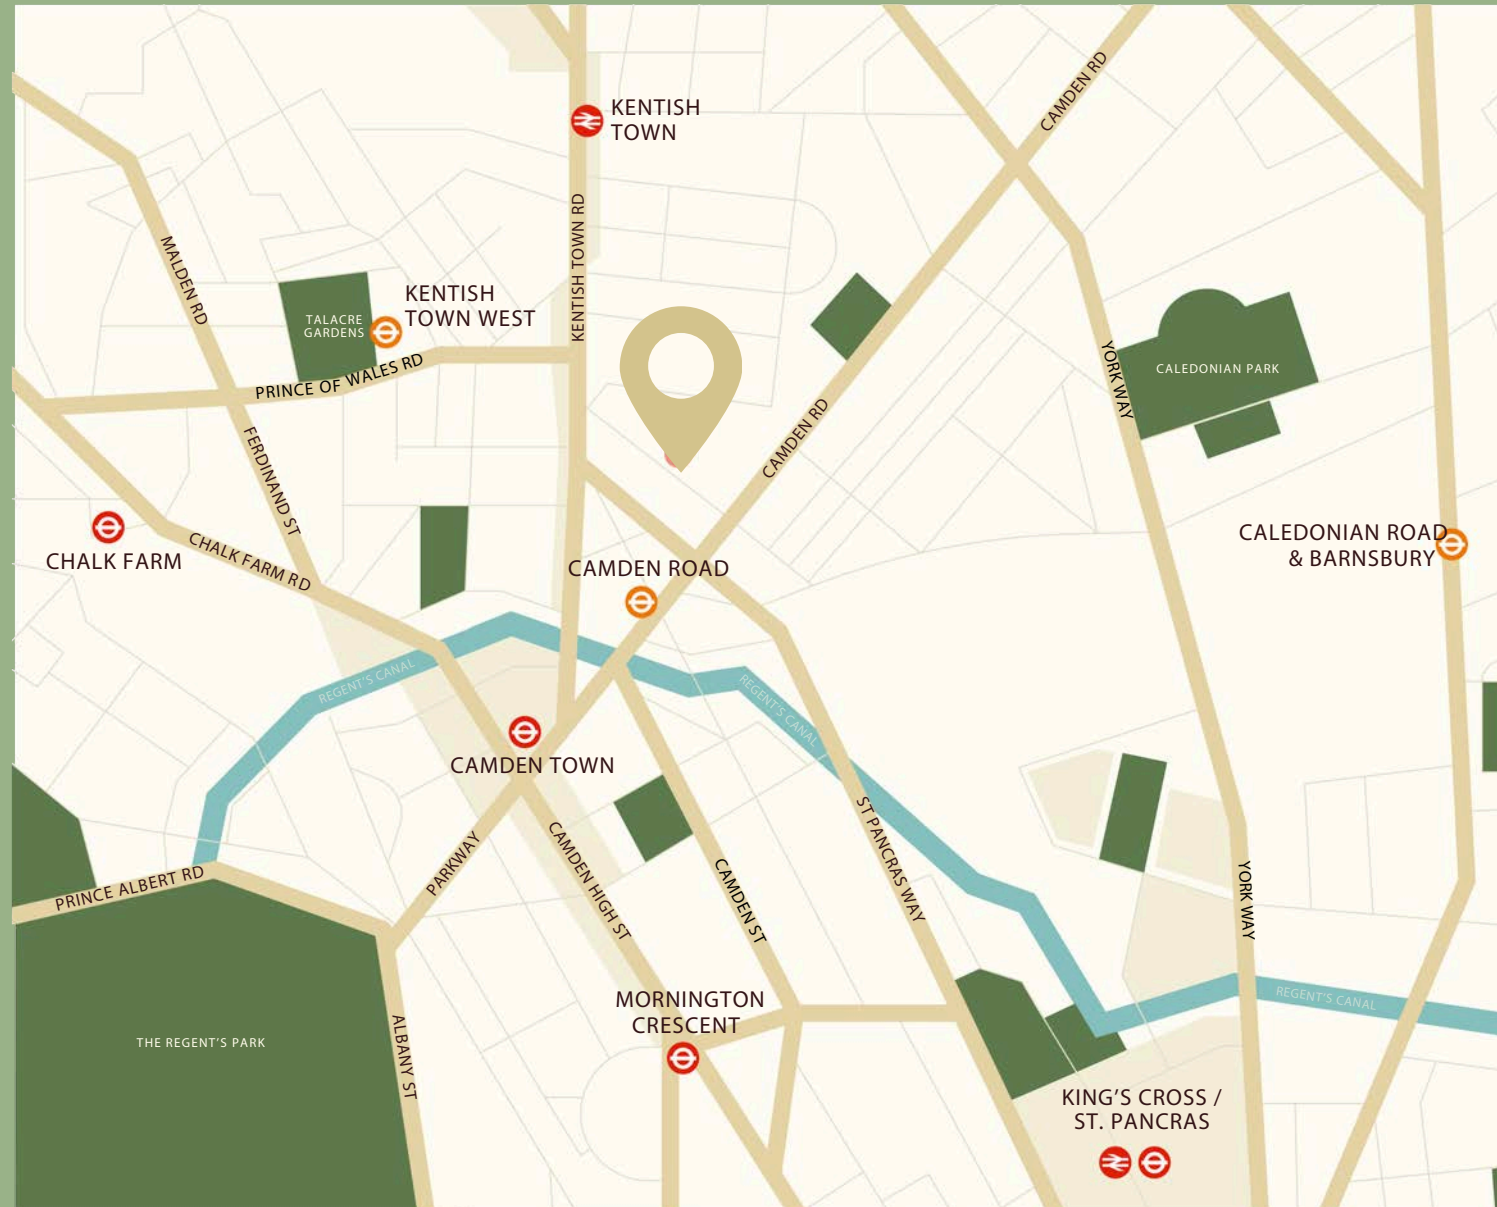 CAMDEN RD
KENTISH
TOWN
KENTISH TOWN RD
MALDEN RD
KENTISH
TOWN WEST
TALACRE
GARDENS
PRINCE OF WALES RD
YORK WAY
CALEDONIAN PARK
CAMDEN RD
FERDINAND ST
CHALK FARM
CHALK FARM RD
CAMDEN ROAD
CALEDONIAN ROAD
& BARNSBURY
REGENT'S CANAL
REGENT'S CANAL
CAMDEN TOWN
PARKWAY
CAMDEN HIGH ST
CAMDEN ST
ST PANCRAS WAY
YORK WAY
PRINCE ALBERT RD
REGENT'S CANAL
MORNINGTON
CRESCENT
THE REGENT'S PARK
ALBANY ST
KING'S CROSS /
ST. PANCRAS